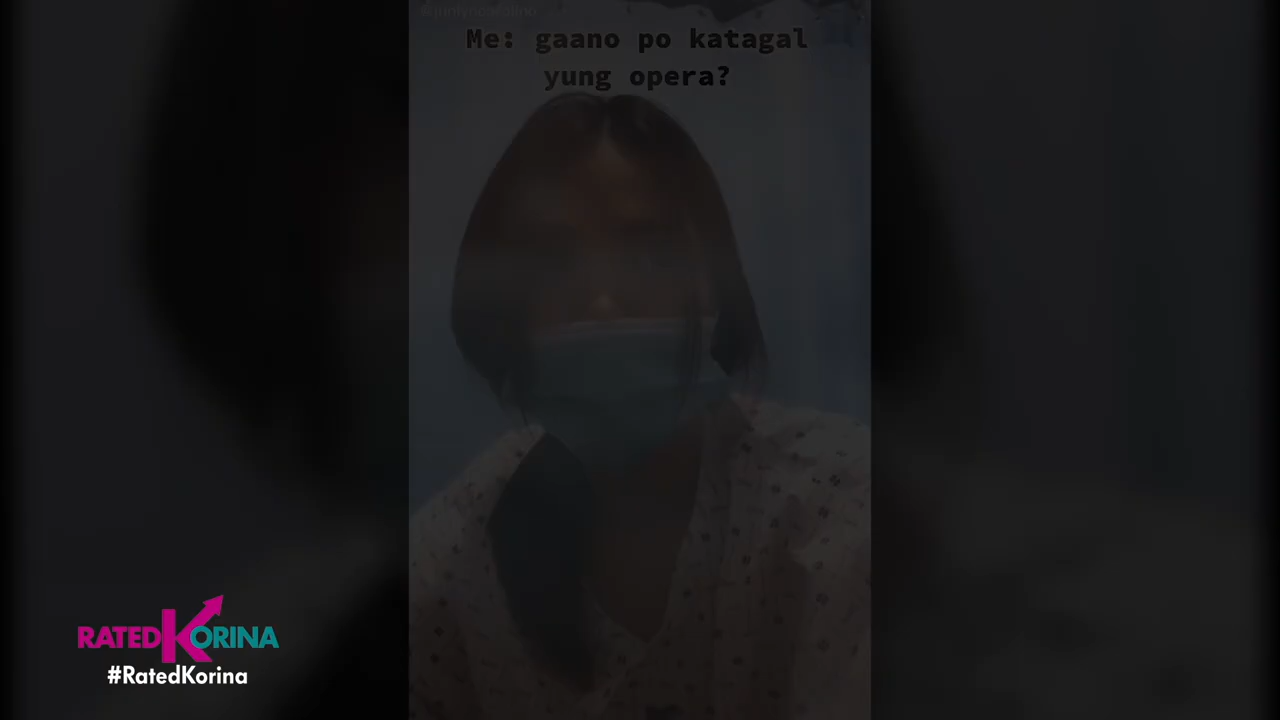 Me: gaano po katagal
yung opera?
RATEDKORINA
#RatedKorina